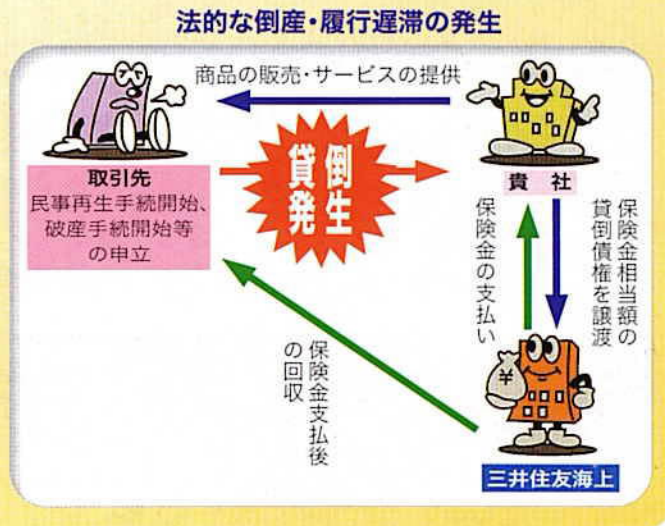 法的な倒産・履行遅滞の発生
商品の販売・サービスの提供
取引先
民事再生手続開始、
破産手続開始等
の申立
貸倒
発生
貴 社
保険金の支払い
保険金相当額の
貸倒債権を譲渡
保険金支払後
の回収
¥
三井住友海上